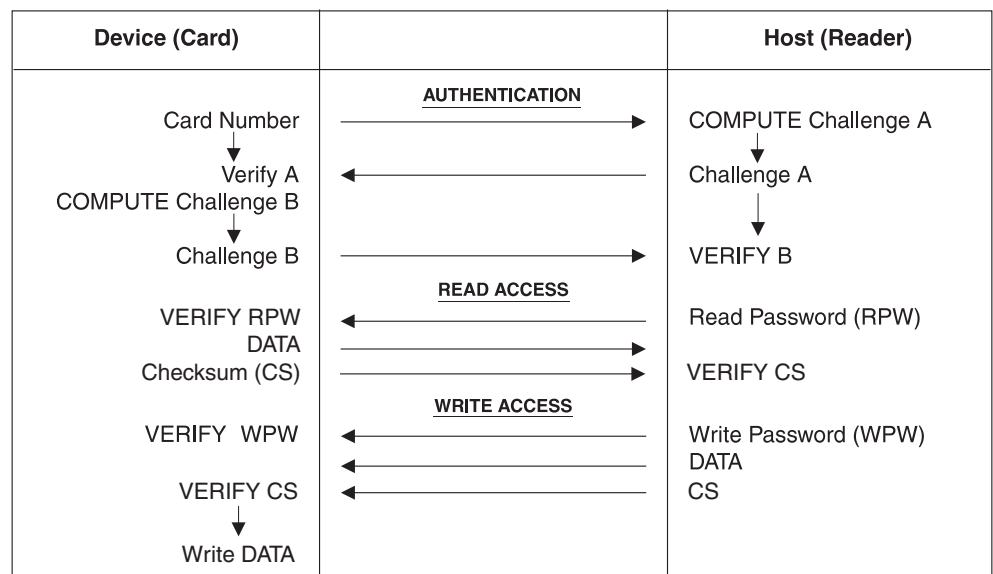 Device (Card) Host (Reader)
AUTHENTICATION
Card Number COMPUTE Challenge A
Verify A Challenge A
COMPUTE Challenge B
Challenge B VERIFY B
READ ACCESS
VERIFY RPW Read Password (RPW)
DATA
Checksum (CS) VERIFY CS
WRITE ACCESS
VERIFY WPW Write Password (WPW)
DATA
VERIFY CS CS
Write DATA